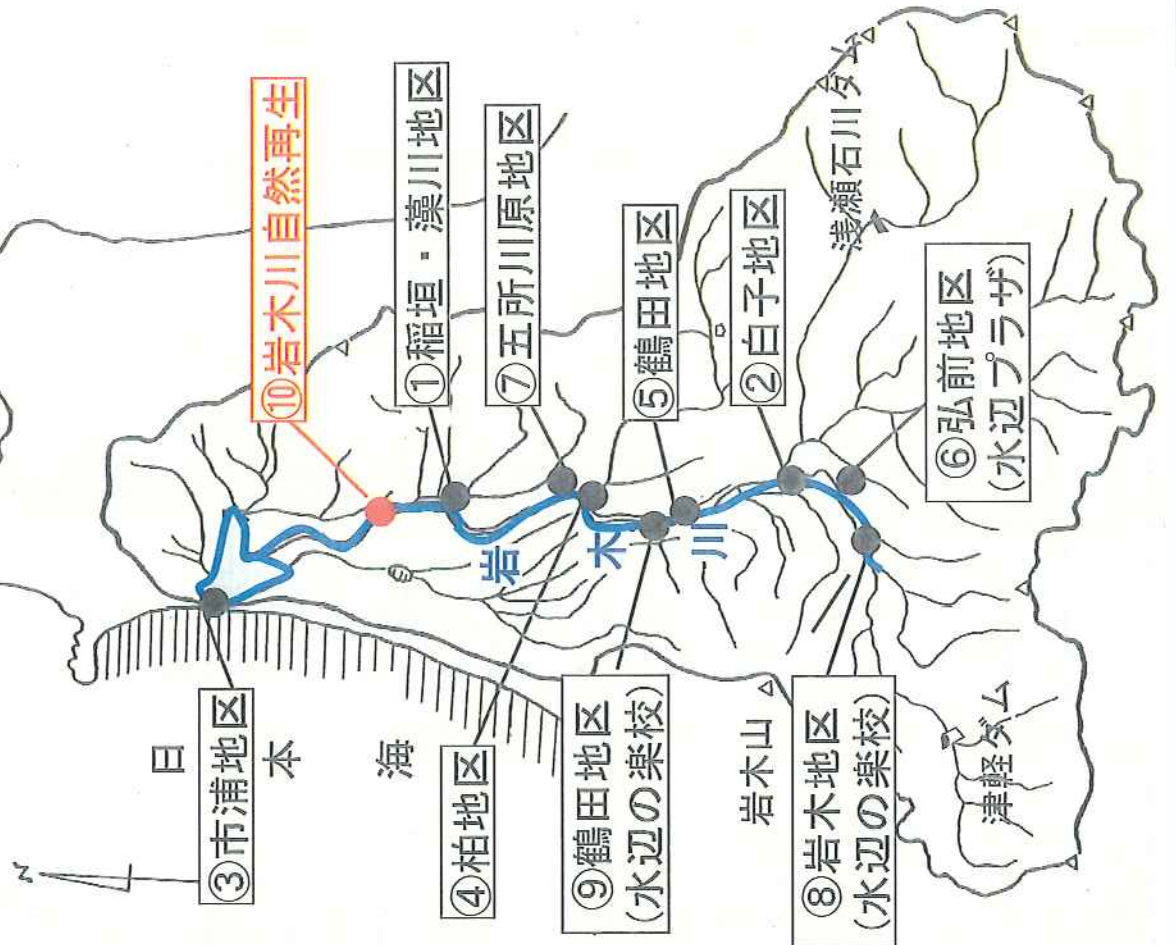 ⑩岩木川自然再生
①稲垣・藻川地区
⑦五所川原地区
⑤鶴田地区
②白子地区
浅瀬石川ダム
⑥弘前地区
(水辺プラザ)
岩木川
日本海
③市浦地区
④柏地区
⑨鶴田地区
(水辺の楽校)
岩木山
⑧岩木地区
(水辺の楽校)
津軽ダム
N